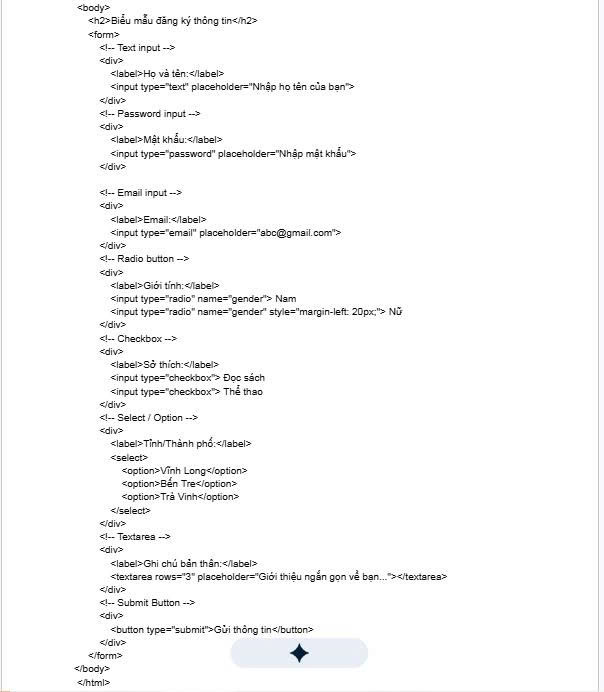 <body>
<h2>Biểu mẫu đăng ký thông tin</h2>
<form>
<!-- Text input -->
<div>
<label>Họ và tên:</label>
<input type="text" placeholder="Nhập họ tên của bạn">
</div>
<!-- Password input -->
<div>
<label>Mật khẩu:</label>
<input type="password" placeholder="Nhập mật khẩu">
</div>
<!-- Email input -->
<div>
<label>Email:</label>
<input type="email" placeholder="abc@gmail.com">
</div>
<!-- Radio button -->
<div>
<label>Giới tính:</label>
<input type="radio" name="gender"> Nam
<input type="radio" name="gender" style="margin-left: 20px;"> Nữ
</div>
<!-- Checkbox -->
<div>
<label>Sở thích:</label>
<input type="checkbox"> Đọc sách
<input type="checkbox"> Thể thao
</div>
<!-- Select / Option -->
<div>
<label>Tỉnh/Thành phố:</label>
<select>
<option>Vĩnh Long</option>
<option>Bến Tre</option>
<option>Trà Vinh</option>
</select>
</div>
<!-- Textarea -->
<div>
<label>Ghi chú bản thân:</label>
<textarea rows="3" placeholder="Giới thiệu ngắn gọn về bạn..."></textarea>
</div>
<!-- Submit Button -->
<div>
<button type="submit">Gửi thông tin</button>
</div>
</form>
</body>
</html>